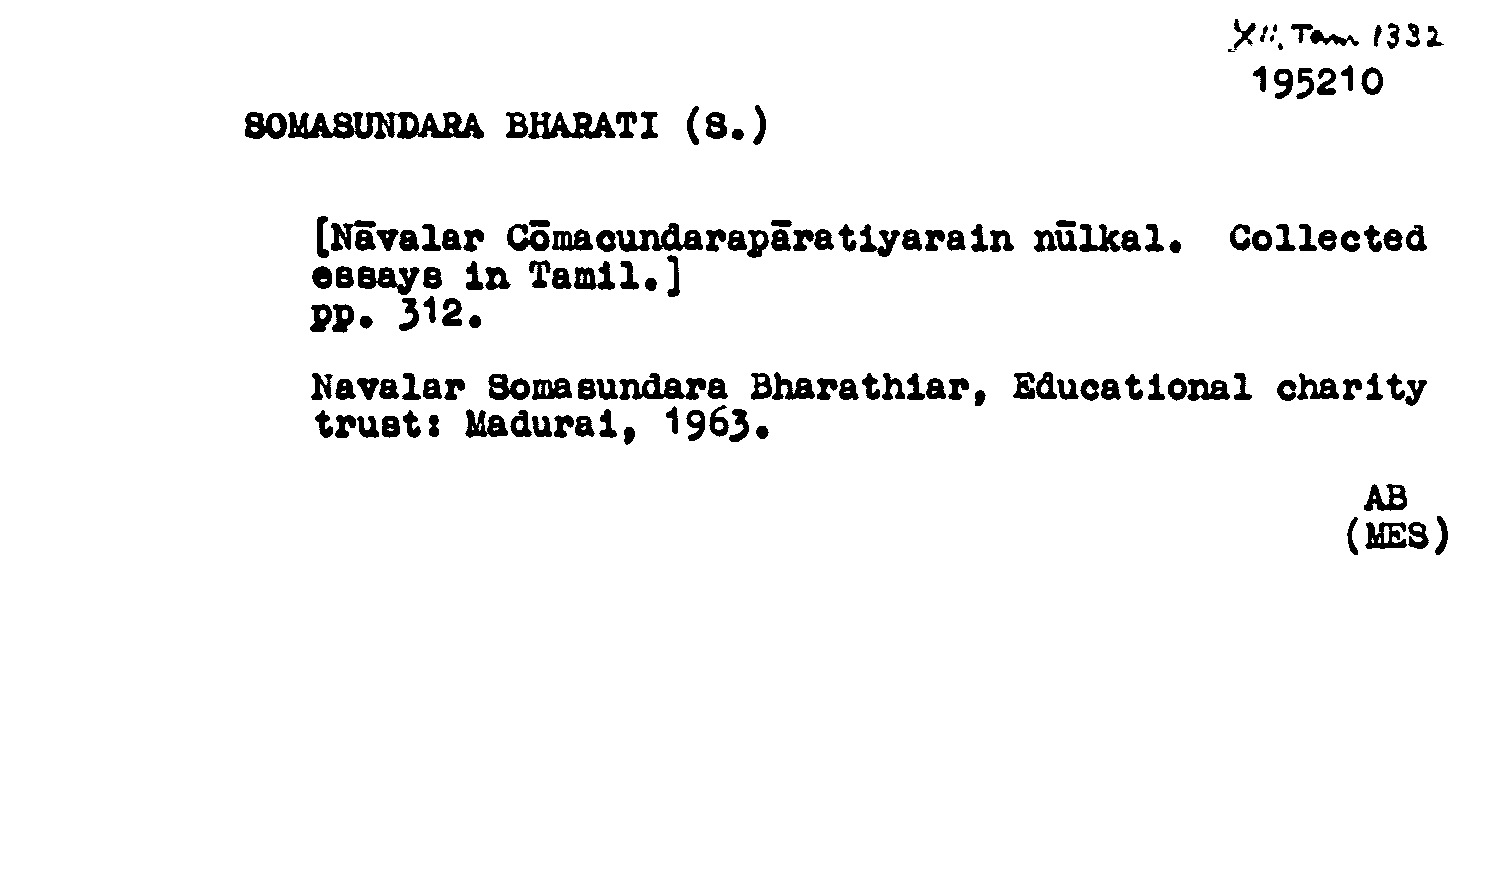 XII. Tam 1332
195210
SOMASUNDARA BHARATI (S.)
[Nāvalar Cōmacundarapāratiyarain nūlkal. Collected
essays in Tamil.]
pp. 312.
Navalar Somasundara Bharathiar, Educational charity
trust: Madurai, 1963.
AB
(MES)